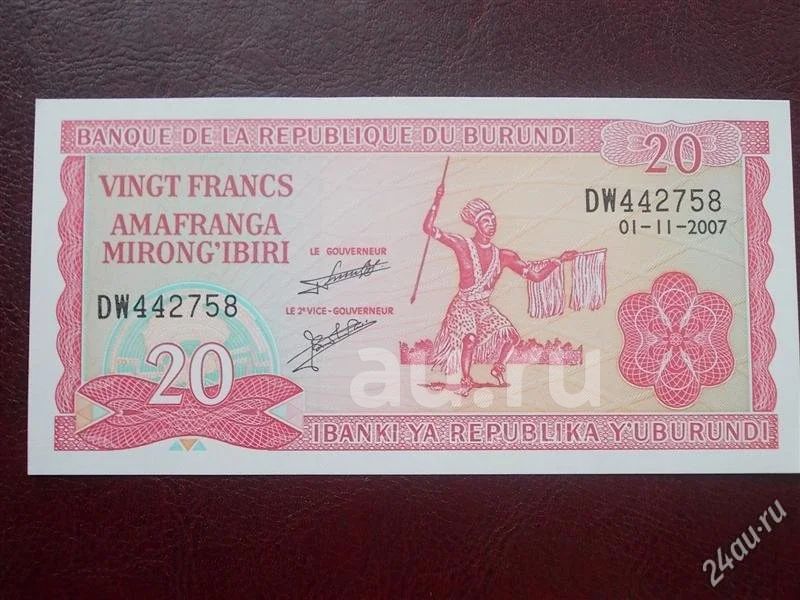 BANQUE DE LA REPUBLIQUE DU BURUNDI
20
VINGT FRANCS
AMAFRANGA
MIRONG'IBIRI
DW442758
01-11-2007
LE GOUVERNEUR
DW442758
LE 2e VICE-GOUVERNEUR
20
au.ru
IBANKI YA REPUBLIKA Y'UBURUNDI
24au.ru